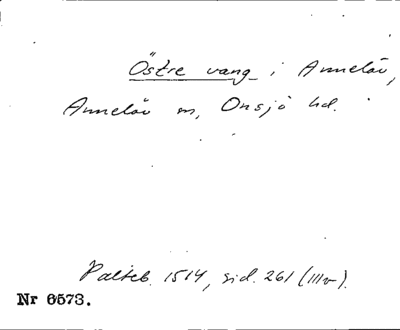 Östre vang i Annelöv,
Annelöv sn, Onsjö hd.
Palteb. 1514, sid. 261 (IIIv).
Nr 6573.